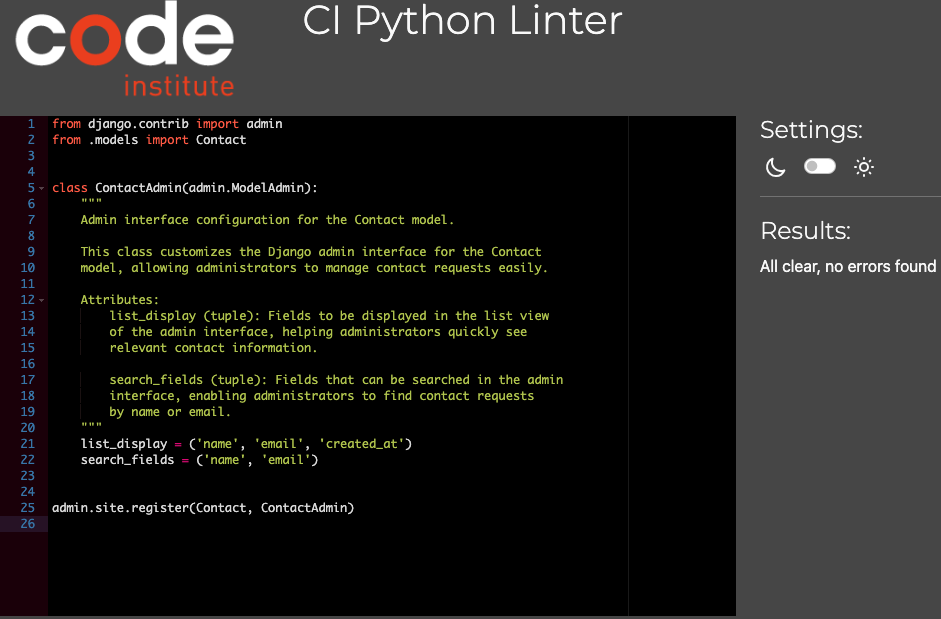 code
institute
CI Python Linter
1 from django.contrib import admin
2 from .models import Contact
3
4
5 class ContactAdmin(admin.ModelAdmin):
6     """
7     Admin interface configuration for the Contact model.
8
9     This class customizes the Django admin interface for the Contact
10     model, allowing administrators to manage contact requests easily.
11
12     Attributes:
13         list_display (tuple): Fields to be displayed in the list view
14         of the admin interface, helping administrators quickly see
15         relevant contact information.
16
17         search_fields (tuple): Fields that can be searched in the admin
18         interface, enabling administrators to find contact requests
19         by name or email.
20     """
21     list_display = ('name', 'email', 'created_at')
22     search_fields = ('name', 'email')
23
24
25 admin.site.register(Contact, ContactAdmin)
26
Settings:
Results:
All clear, no errors found